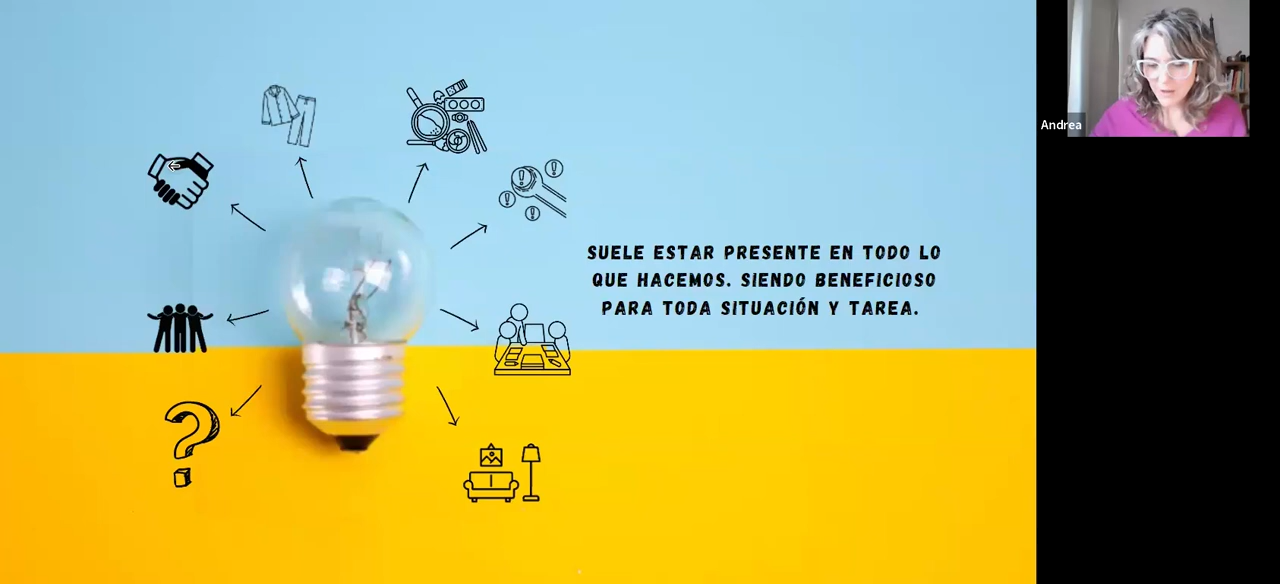 SUELE ESTAR PRESENTE EN TODO LO
QUE HACEMOS. SIENDO BENEFICIOSO
PARA TODA SITUACIÓN Y TAREA.
?
Andrea